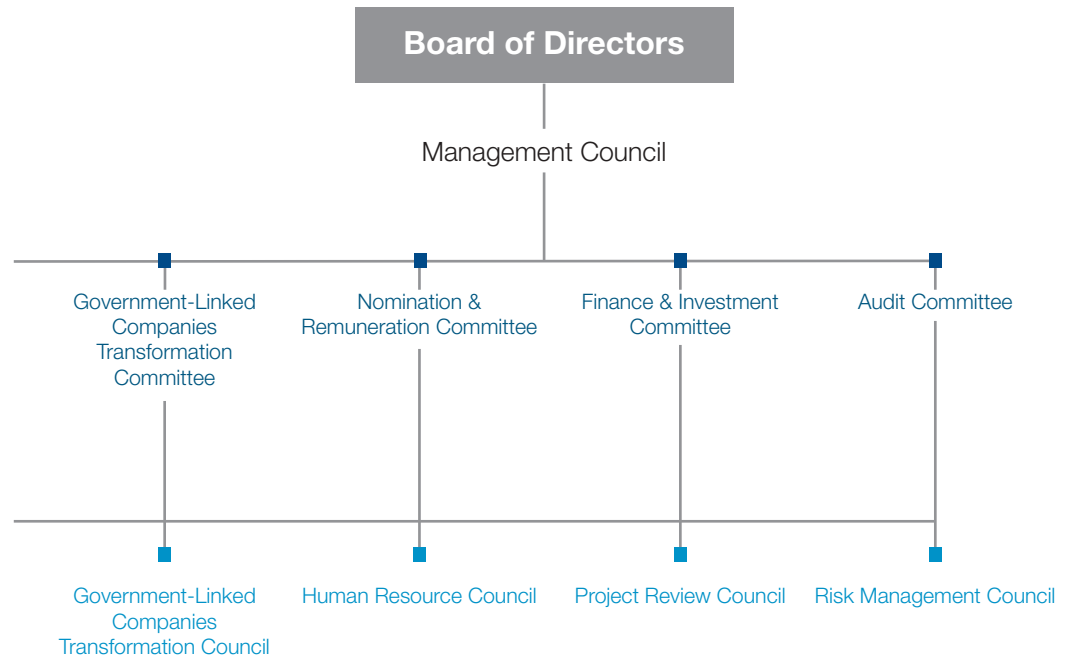 Board of Directors
Management Council
Government-Linked
Companies
Transformation
Committee
Nomination &
Remuneration Committee
Finance & Investment
Committee
Audit Committee
Government-Linked
Companies
Transformation Council
Human Resource Council
Project Review Council
Risk Management Council